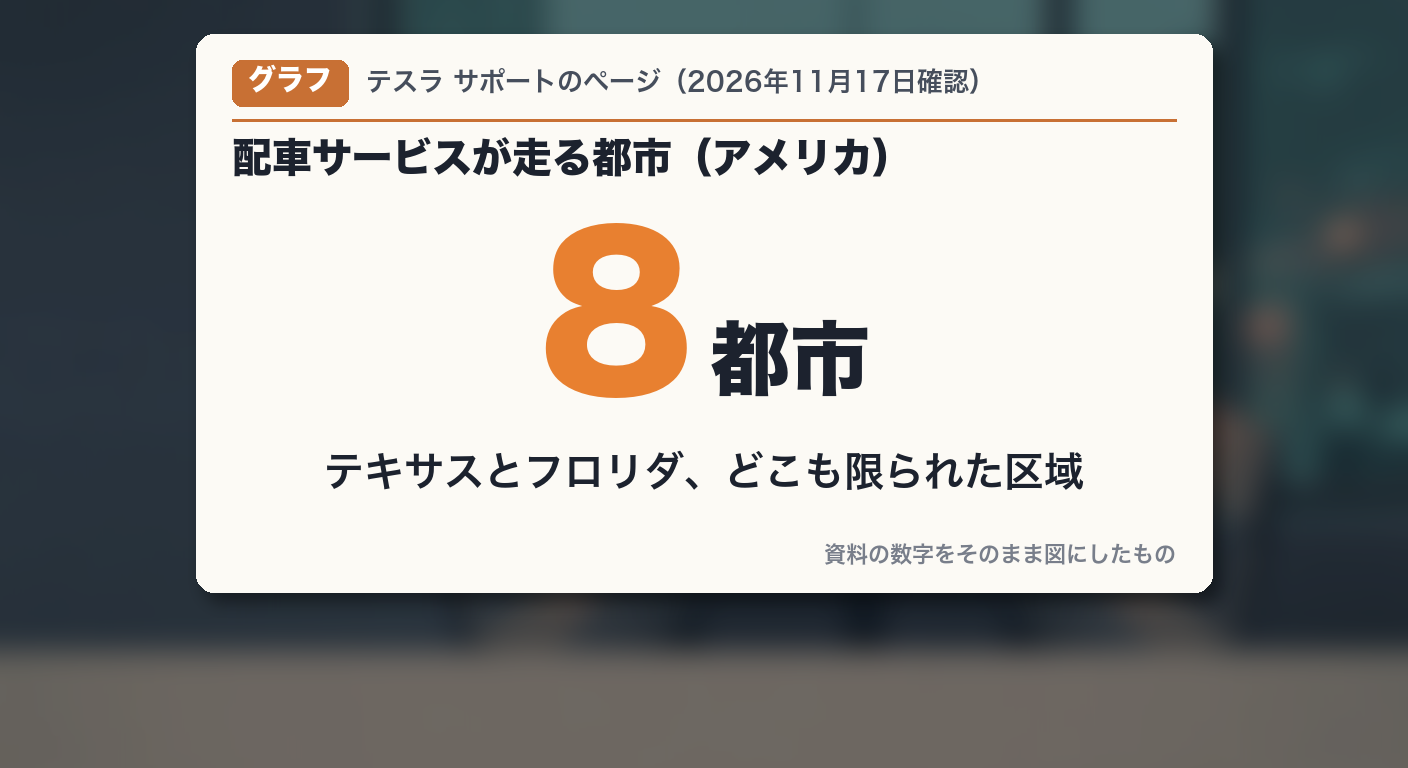 グラフ テスラ サポートのページ（2026年11月17日確認）
配車サービスが走る都市（アメリカ）
8都市
テキサスとフロリダ、どこも限られた区域
資料の数字をそのまま図にしたもの